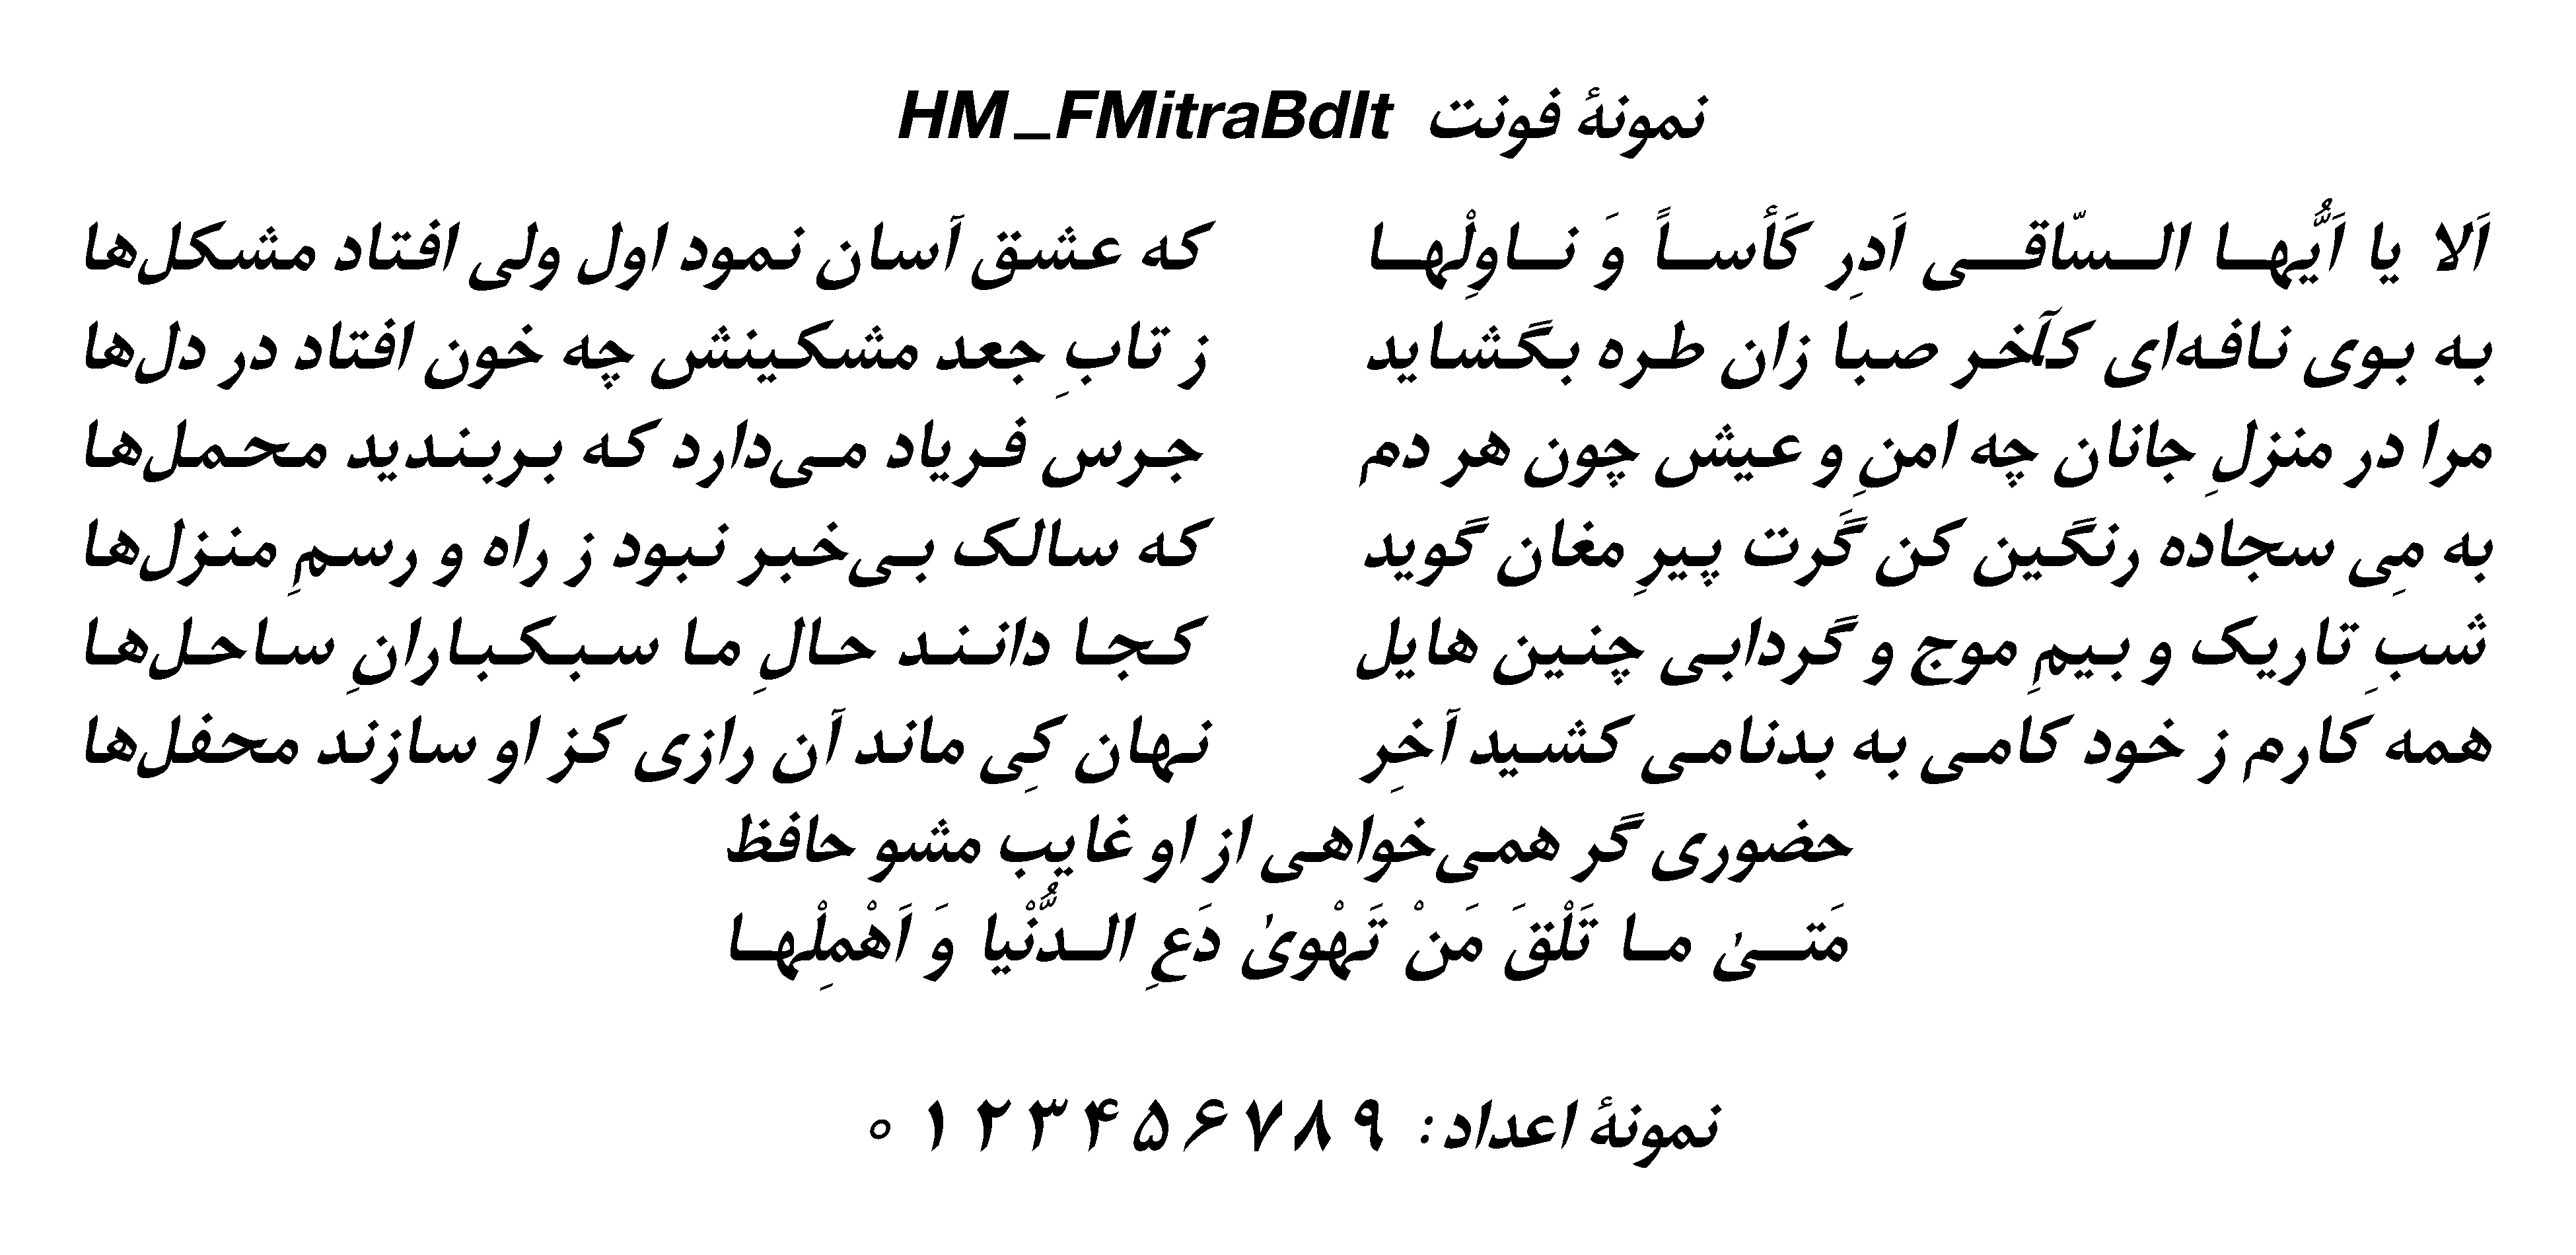 نمونهٔ فونت HM_FMitraBdIt
اَلا یا اَیُّها السّاقی اَدرِ کَأساً وَ ناوِلْها که عشق آسان نمود اول ولی افتاد مشکل‌ها
به بوی نافه‌ای کآخر صبا زان طره بگشاید ز تابِ جعد مشکینش چه خون افتاد در دل‌ها
مرا در منزلِ جانان چه امنِ و عیش چون هر دم جرس فریاد می‌دارد که بربندید محمل‌ها
به مِی سجاده رنگین کن گَرت پیرِ مغان گوید که سالک بی‌خبر نبود ز راه و رسمِ منزل‌ها
شبِ تاریک و بیمِ موج و گردابی چنین هایل کجا دانند حالِ ما سبکبارانِ ساحل‌ها
همه کارم ز خود کامی به بدنامی کشید آخِر نهان کِی ماند آن رازی کز او سازند محفل‌ها
حضوری گر همی‌خواهی از او غایب مشو حافظ
مَتـیٰ ما تَلْقَ مَنْ تَهْویٰ دَعِ الدُّنْیا وَ اَهْمِلْها
نمونهٔ اعداد: ۹ ۸ ۷ ۶ ۵ ۴ ۳ ۲ ۱ ۰